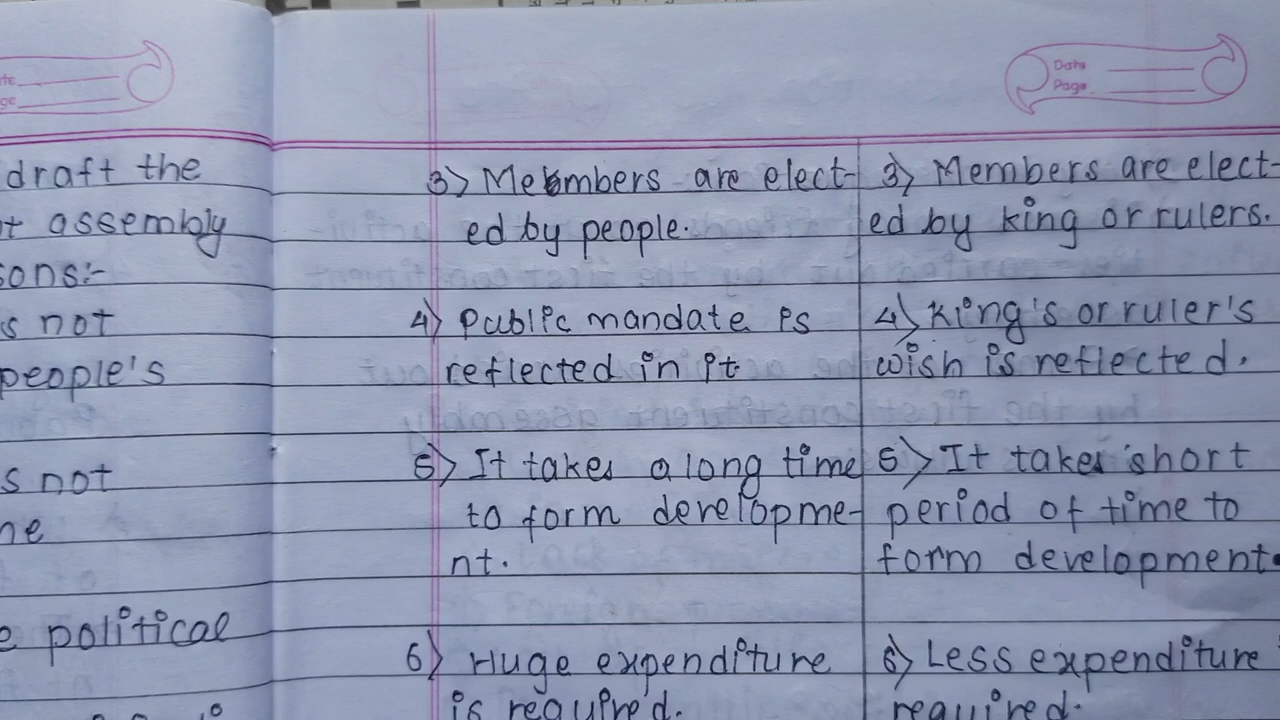 draft the
assembly
not
people's
not
political
Date
Page
3) Members are elect-
ed by people.
4) Public mandate is
reflected in it
5) It takes a long time
to form developme-
nt.
6) Huge expenditure
is required.
3) Members are elect-
ed by king or rulers.
4) King's or ruler's
wish is reflected.
5) It takes short
period of time to
form development.
6) Less expenditure
required.